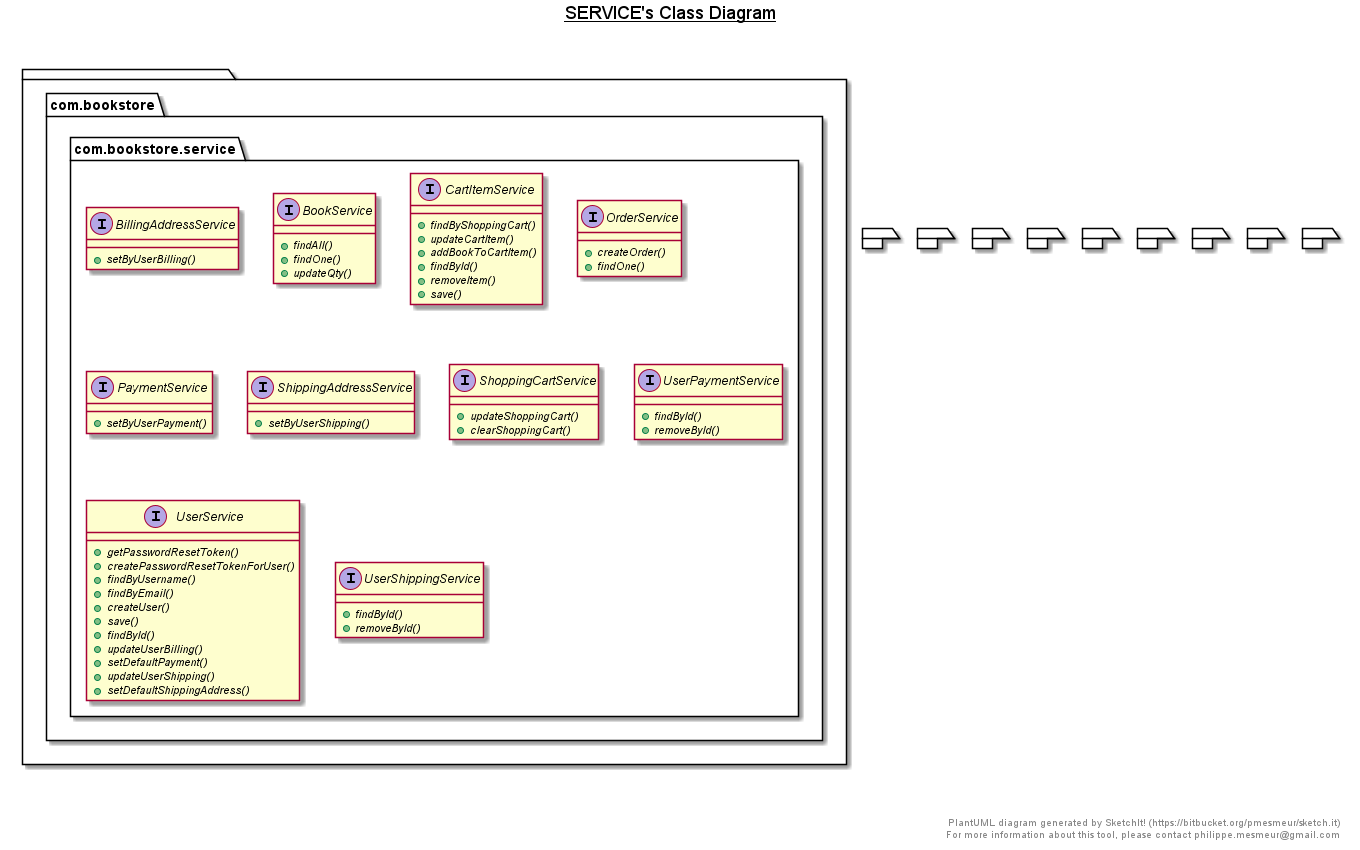 SERVICE's Class Diagram
com.bookstore
com.bookstore.service
I BillingAddressService
setByUserBilling()
I BookService
findAll()
findOne()
updateQty()
I CartItemService
findByShoppingCart()
updateCartItem()
addBookToCartItem()
findById()
removeItem()
save()
I OrderService
createOrder()
findOne()
I PaymentService
setByUserPayment()
I ShippingAddressService
setByUserShipping()
I ShoppingCartService
updateShoppingCart()
clearShoppingCart()
I UserPaymentService
findById()
removeById()
I UserService
getPasswordResetToken()
createPasswordResetTokenForUser()
findByUsername()
findByEmail()
createUser()
save()
findById()
updateUserBilling()
setDefaultPayment()
updateUserShipping()
setDefaultShippingAddress()
I UserShippingService
findById()
removeById()
PlantUML diagram generated by SketchIt! (https://bitbucket.org/pmesmeur/sketch.it)
For more information about this tool, please contact philippe.mesmeur@gmail.com